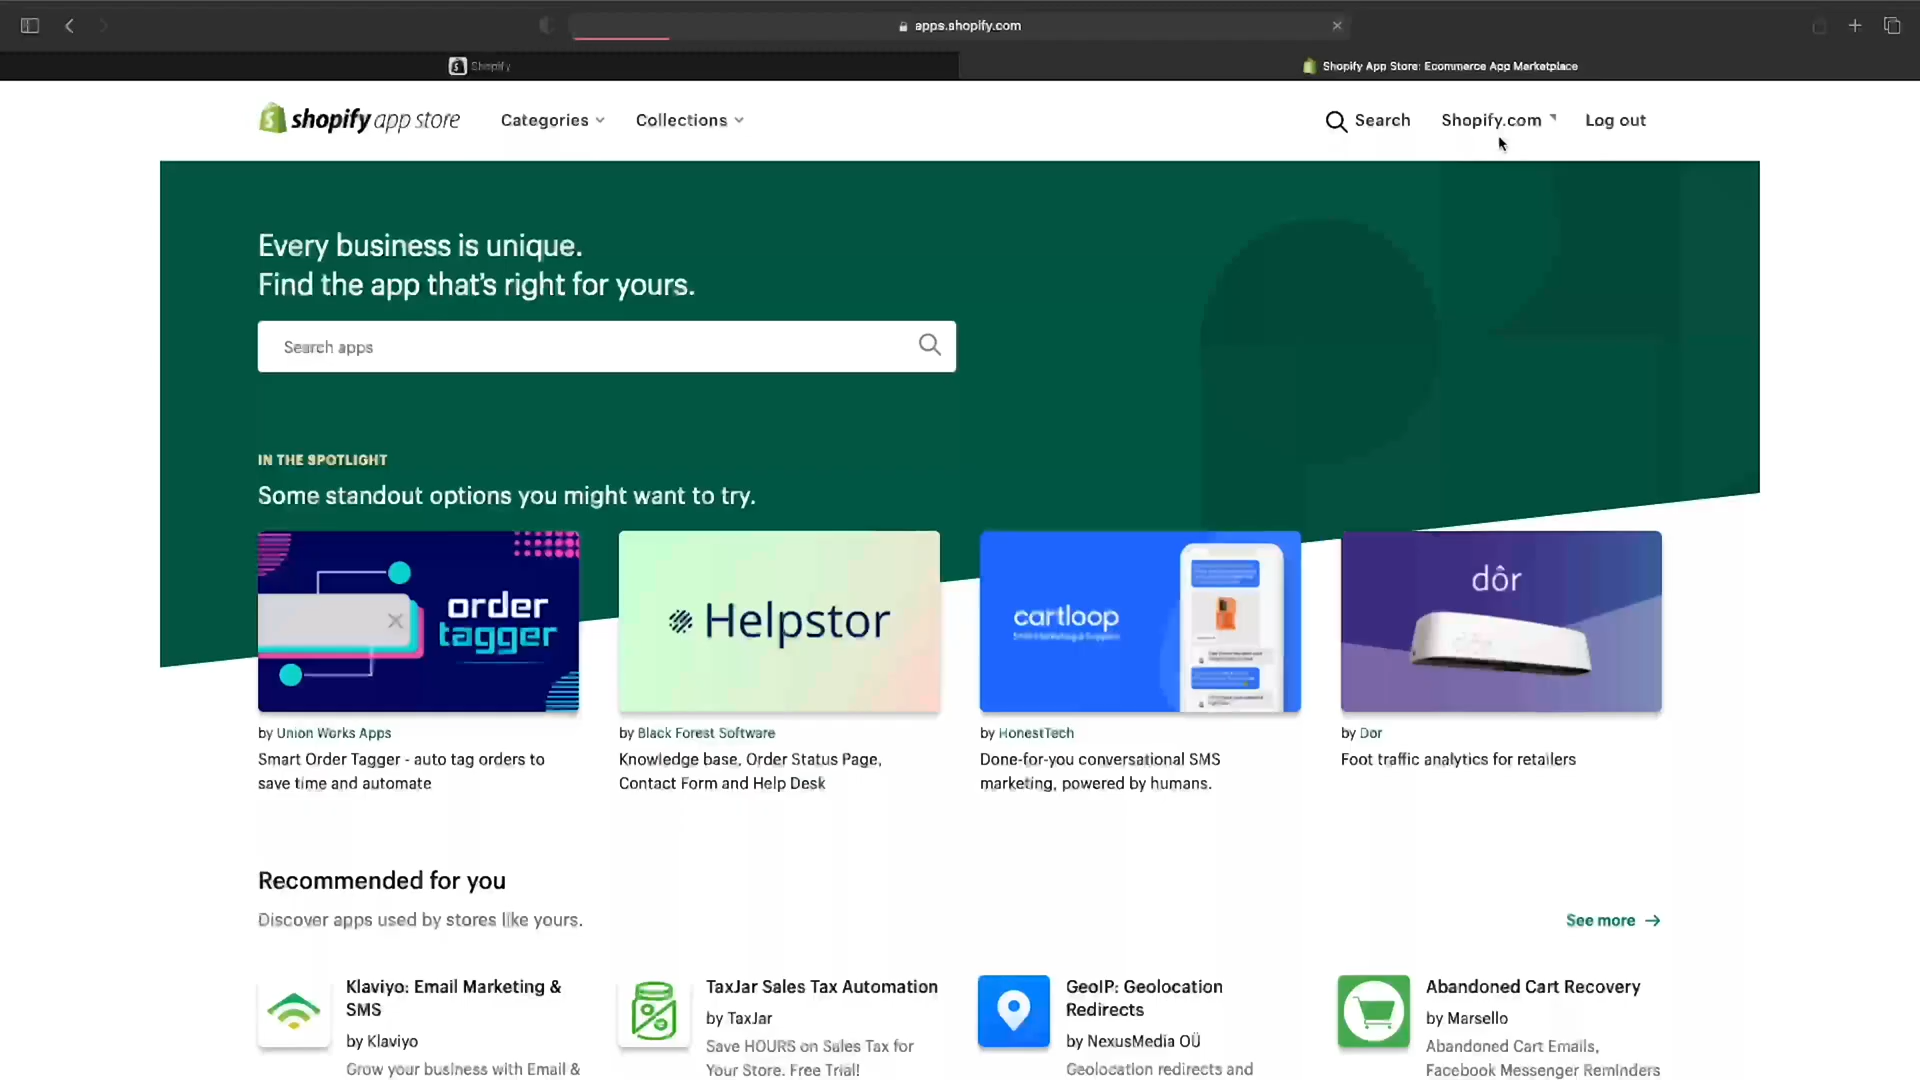 apps.shopify.com
Shopify
Shopify App Store: Ecommerce App Marketplace
shopify app store
Categories
Collections
Search
Shopify.com
Log out
Every business is unique.
Find the app that's right for yours.
Search apps
IN THE SPOTLIGHT
Some standout options you might want to try.
order
tagger
Helpstor
cartloop
dôr
by Union Works Apps
Smart Order Tagger - auto tag orders to
save time and automate
by Black Forest Software
Knowledge base, Order Status Page,
Contact Form and Help Desk
by HonestTech
Done-for-you conversational SMS
marketing, powered by humans.
by Dor
Foot traffic analytics for retailers
Recommended for you
Discover apps used by stores like yours.
See more
Klaviyo: Email Marketing &
SMS
by Klaviyo
Grow your business with Email &
TaxJar Sales Tax Automation
by TaxJar
Save HOURS on Sales Tax for
Your Store. Free Trial!
GeoIP: Geolocation
Redirects
by NexusMedia OÜ
Geolocation redirects and
Abandoned Cart Recovery
by Marsello
Abandoned Cart Emails,
Facebook Messenger Reminders